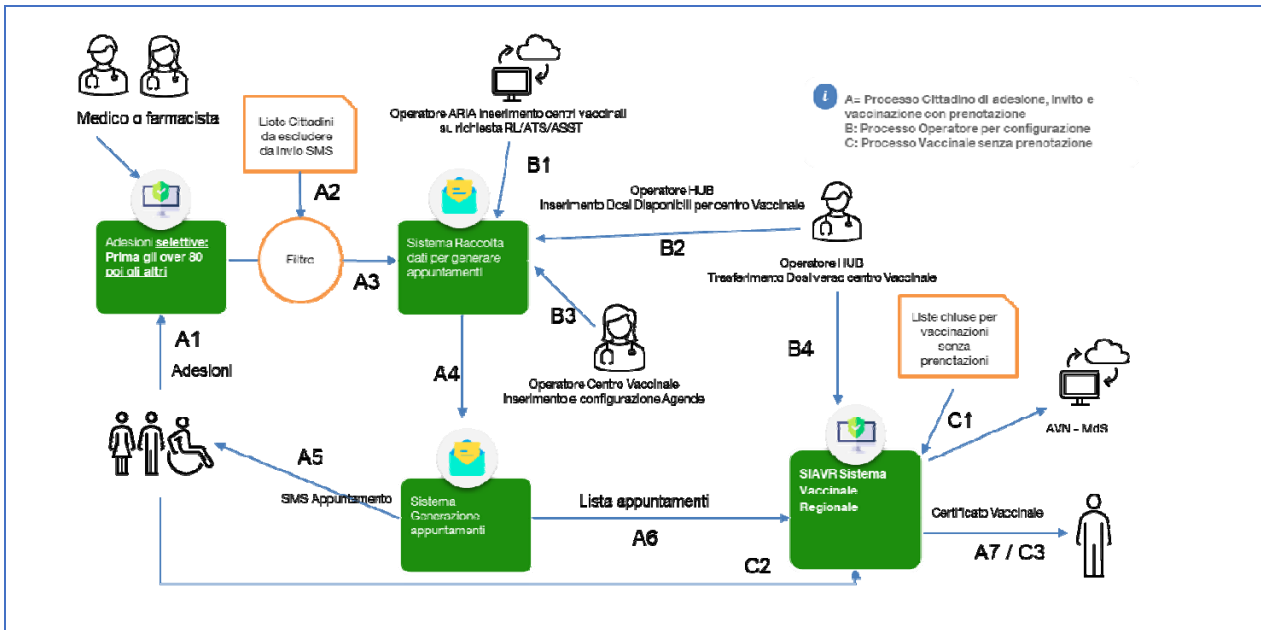 Medico o farmacista
Liste Cittadini
da escludere
da invio SMS
Operatore ARIA inserimento centri vaccinali
su richiesta RL/ATS/ASST
i
A= Processo Cittadino di adesione, invito e
vaccinazione con prenotazione
B: Processo Operatore per configurazione
C: Processo Vaccinale senza prenotazione
A2
B1
Operatore HUB
Inserimento Dosi Disponibili per centro Vaccinale
B2
Adesioni selettive:
Prima gli over 80
poi gli altri
Filtro
A3
Sistema Raccolta
dati per generare
appuntamenti
Operatore HUB
Trasferimento Dosi verso centro Vaccinale
B3
A1
Adesioni
A4
Operatore Centro Vaccinale
Inserimento e configurazione Agende
B4
Liste chiuse per
vaccinazioni
senza
prenotazioni
C1
AVN - MdS
A5
SMS Appuntamento
Sistema
Generazione
appuntamenti
Lista appuntamenti
A6
SIAVR Sistema
Vaccinale
Regionale
Certificato Vaccinale
A7 / C3
C2